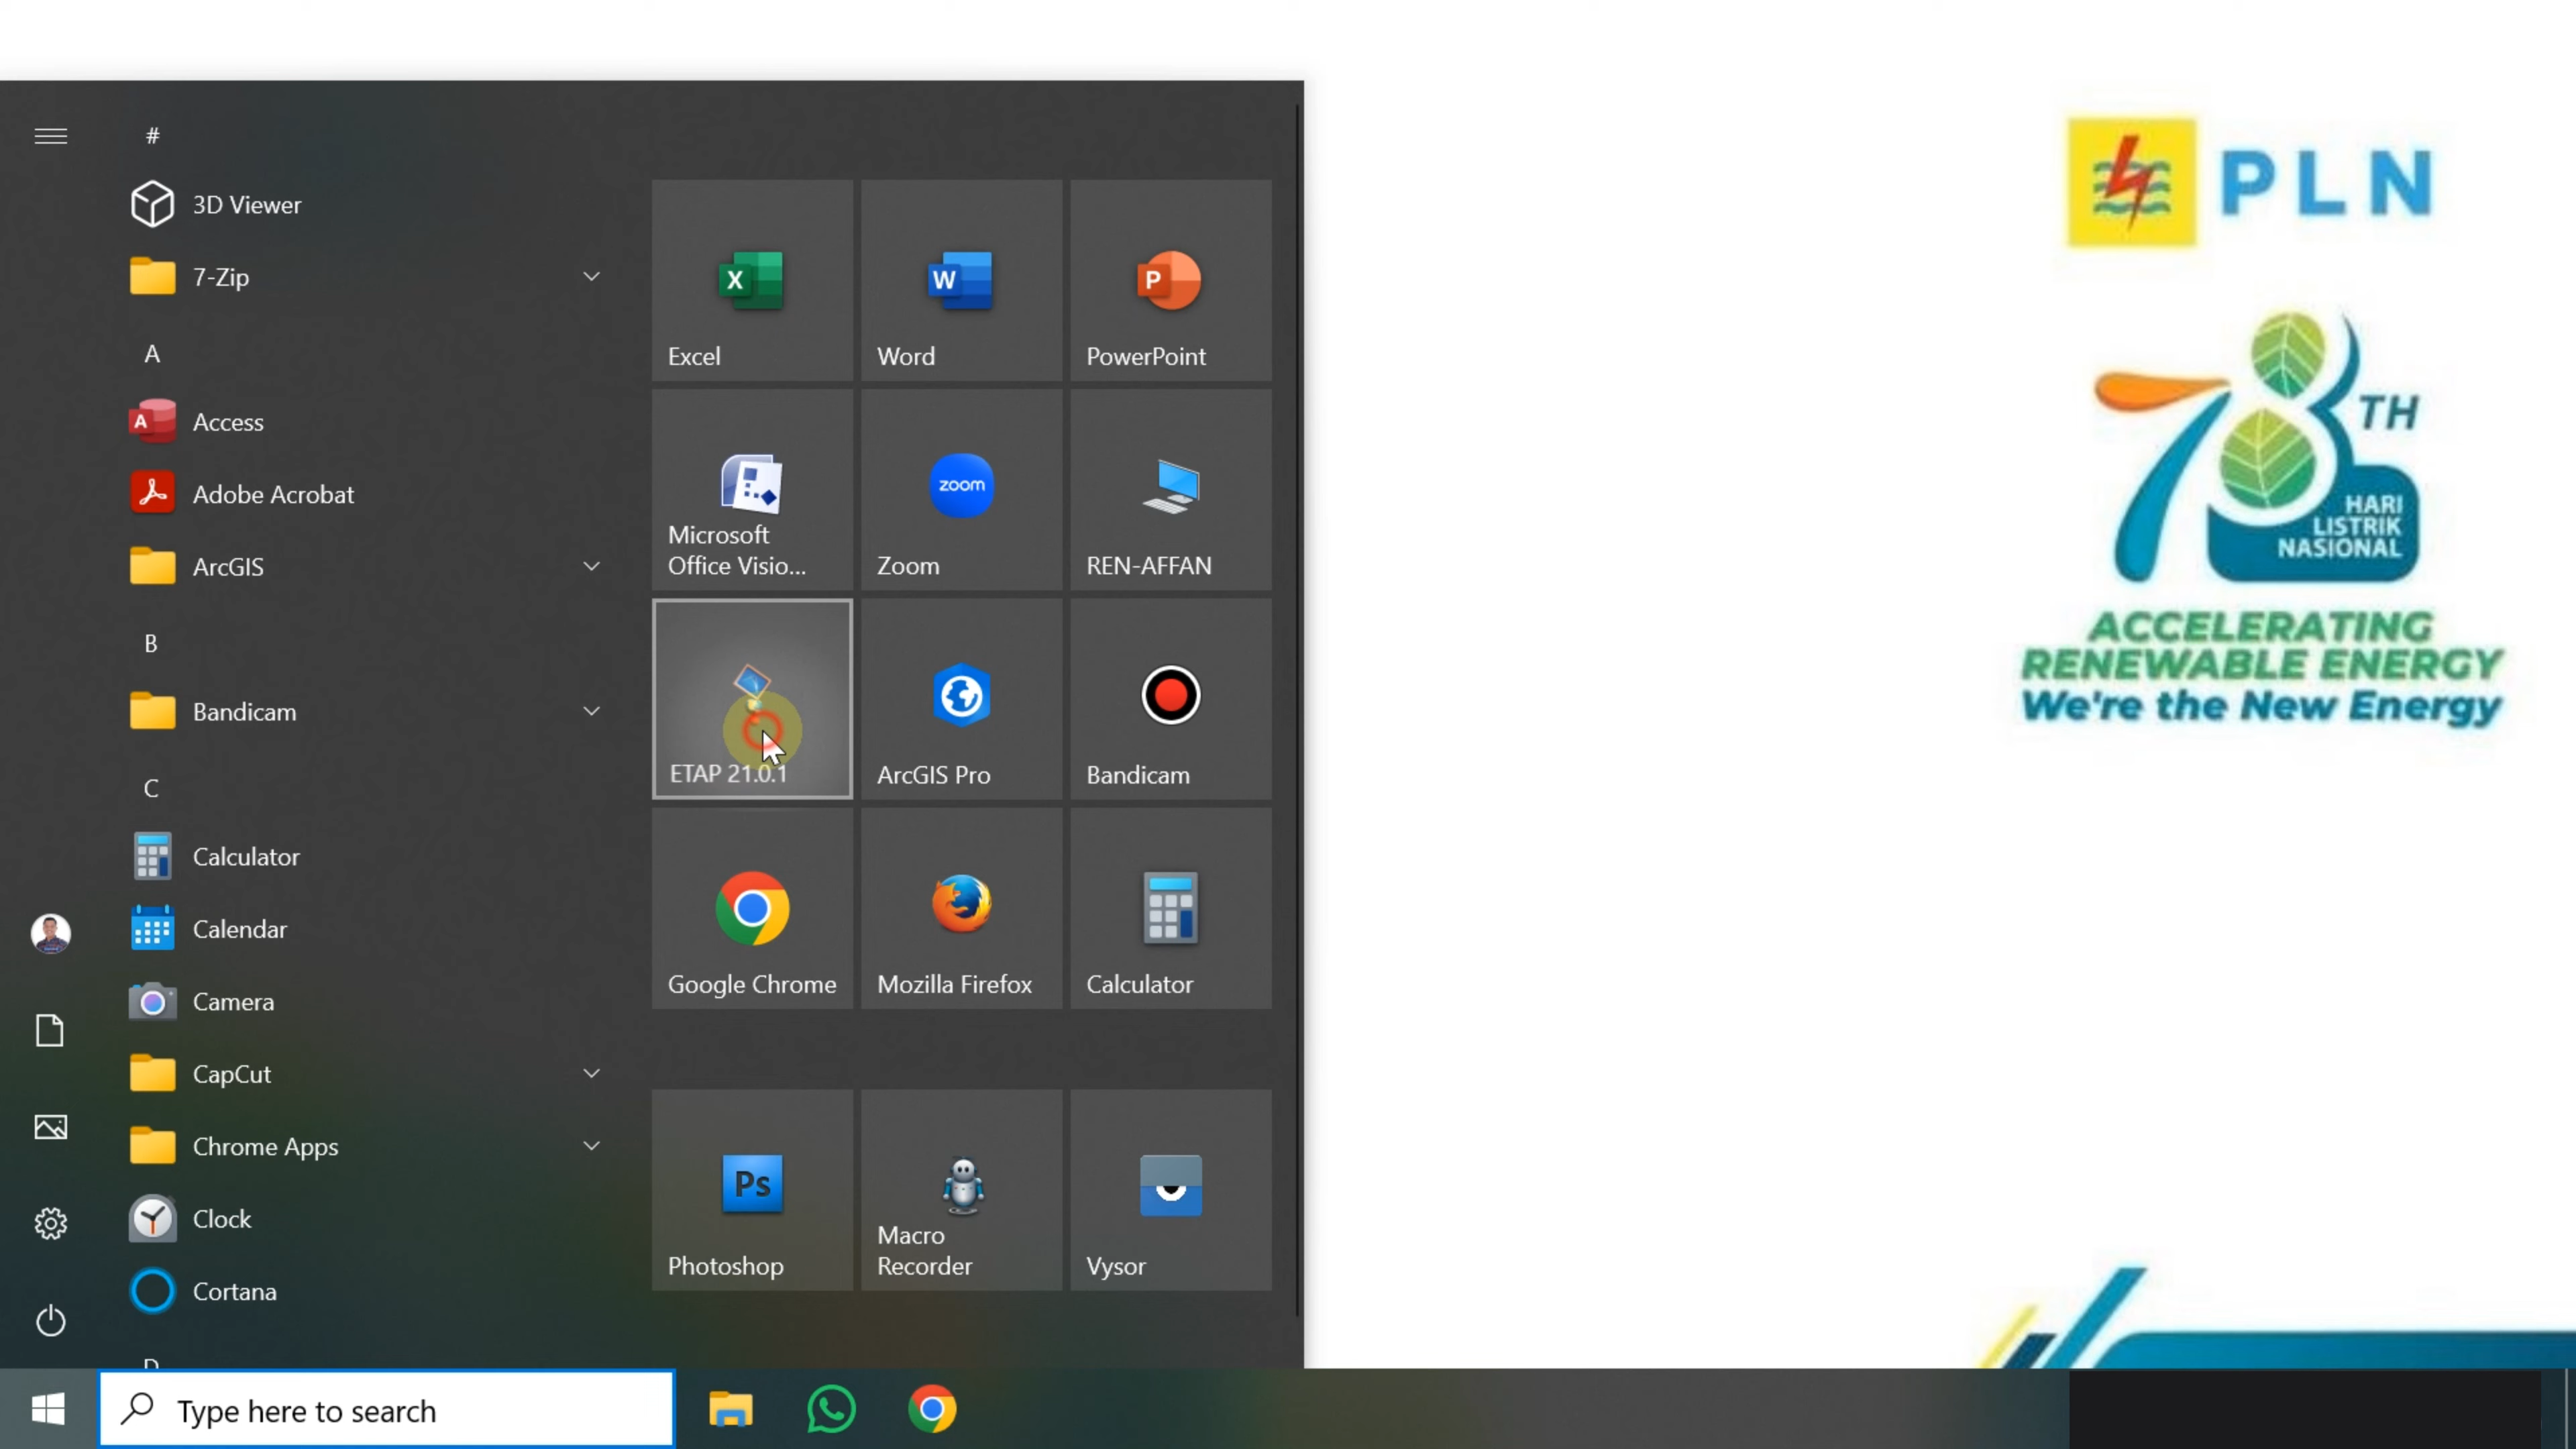 #
3D Viewer
7-Zip
A
Access
Adobe Acrobat
ArcGIS
B
Bandicam
C
Calculator
Calendar
Camera
CapCut
Chrome Apps
Clock
Cortana
D
Excel
Word
PowerPoint
Microsoft
Office Visio...
zoom
Zoom
REN-AFFAN
ETAP 21.0.1
ArcGIS Pro
Bandicam
Google Chrome
Mozilla Firefox
Calculator
Ps
Photoshop
Macro
Recorder
Vysor
Type here to search
PLN
78TH
HARI
LISTRIK
NASIONAL
ACCELERATING
RENEWABLE ENERGY
We're the New Energy